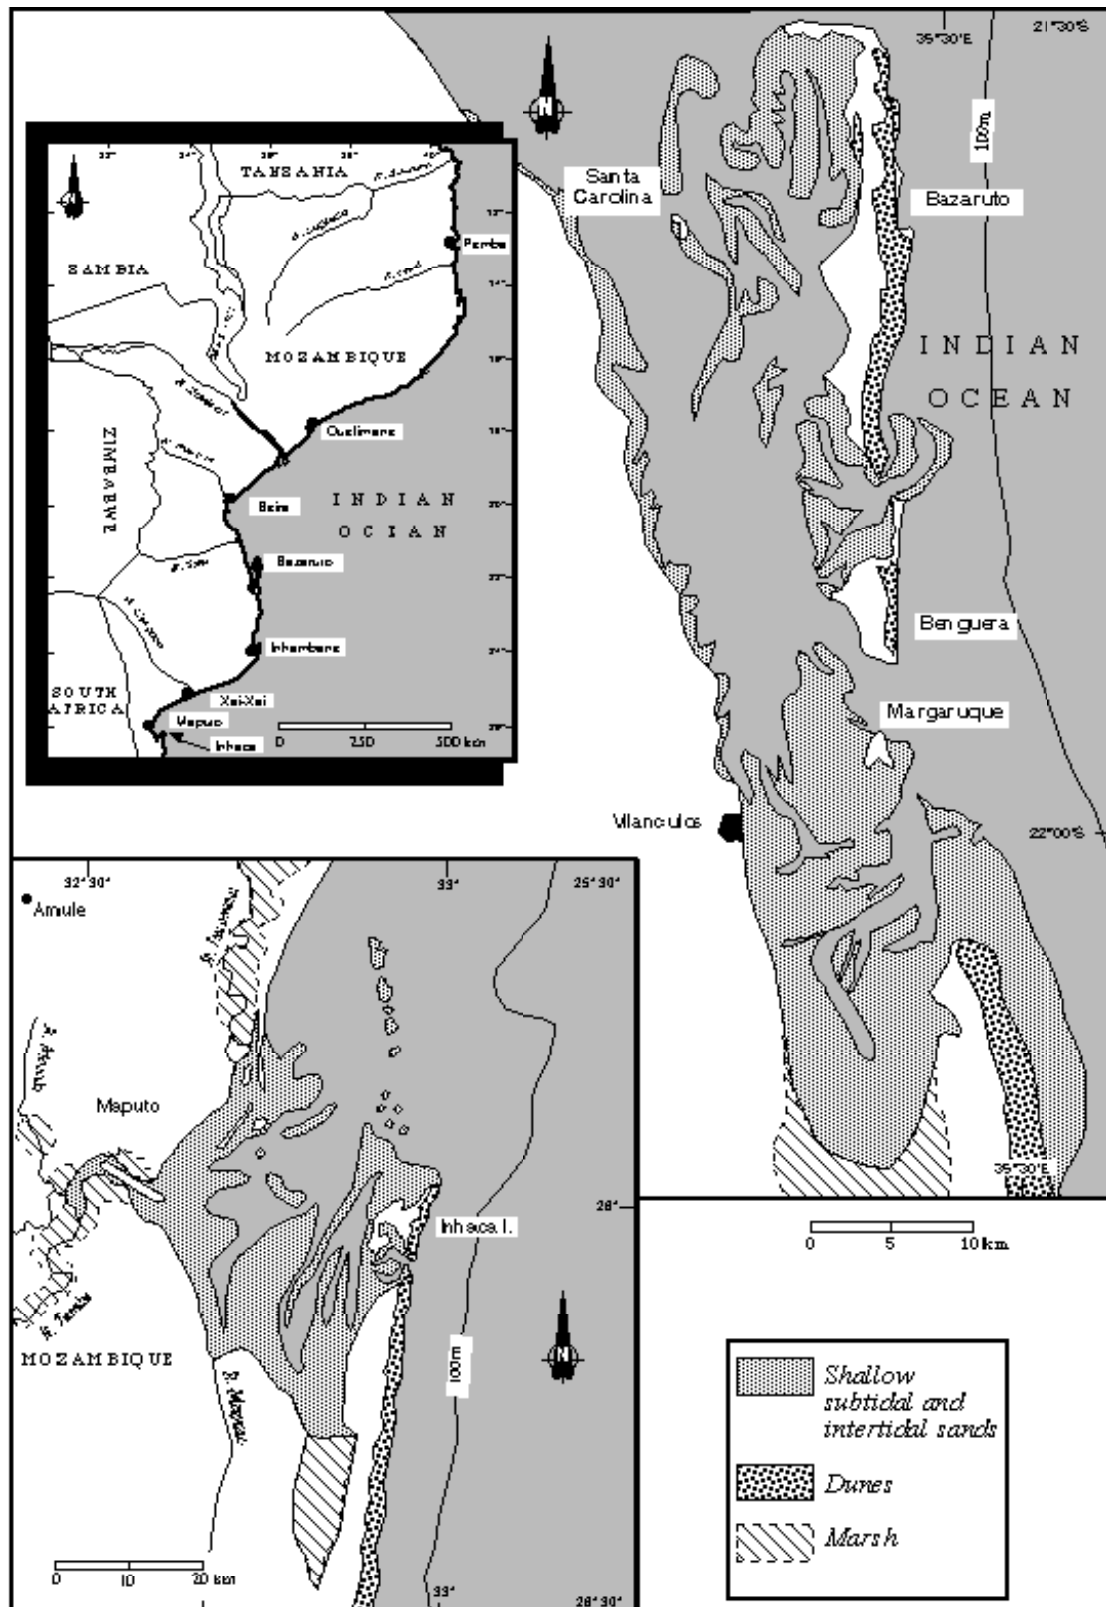 35°30'E
21°30'S
N
100m
Santa
Carolina
Bazaruto
INDIAN
OCEAN
Benguera
Margaruque
Vilanculos
22°00'S
35°30'E
0 5 10 km
TANZANIA
ZAMBIA
Pemba
MOZAMBIQUE
ZIMBABWE
Quelimane
Beira
INDIAN
OCIAN
Bazaruto
Inhambane
SOUTH
AFRICA
Xai-Xai
Maputo
Inhaca
0 250 500 km
32°30'
33°
25°30'
Maputo
Inhaca I.
26°
N
MOZAMBIQUE
100m
0 10 20 km
33°
26°30'
Shallow
subtidal and
intertidal sands
Dunes
Marsh